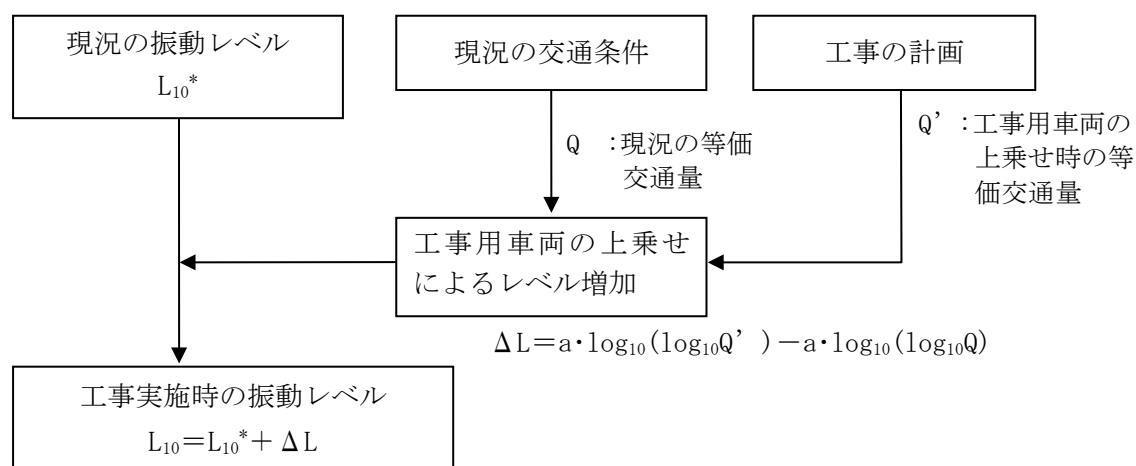 現況の振動レベル
L₁₀*
現況の交通条件
工事の計画
Q ：現況の等価
交通量
Q’：工事用車両の
上乗せ時の等
価交通量
工事用車両の上乗せ
によるレベル増加
ΔL＝a・log₁₀(log₁₀Q’)－a・log₁₀(log₁₀Q)
工事実施時の振動レベル
L₁₀＝L₁₀*＋ΔL